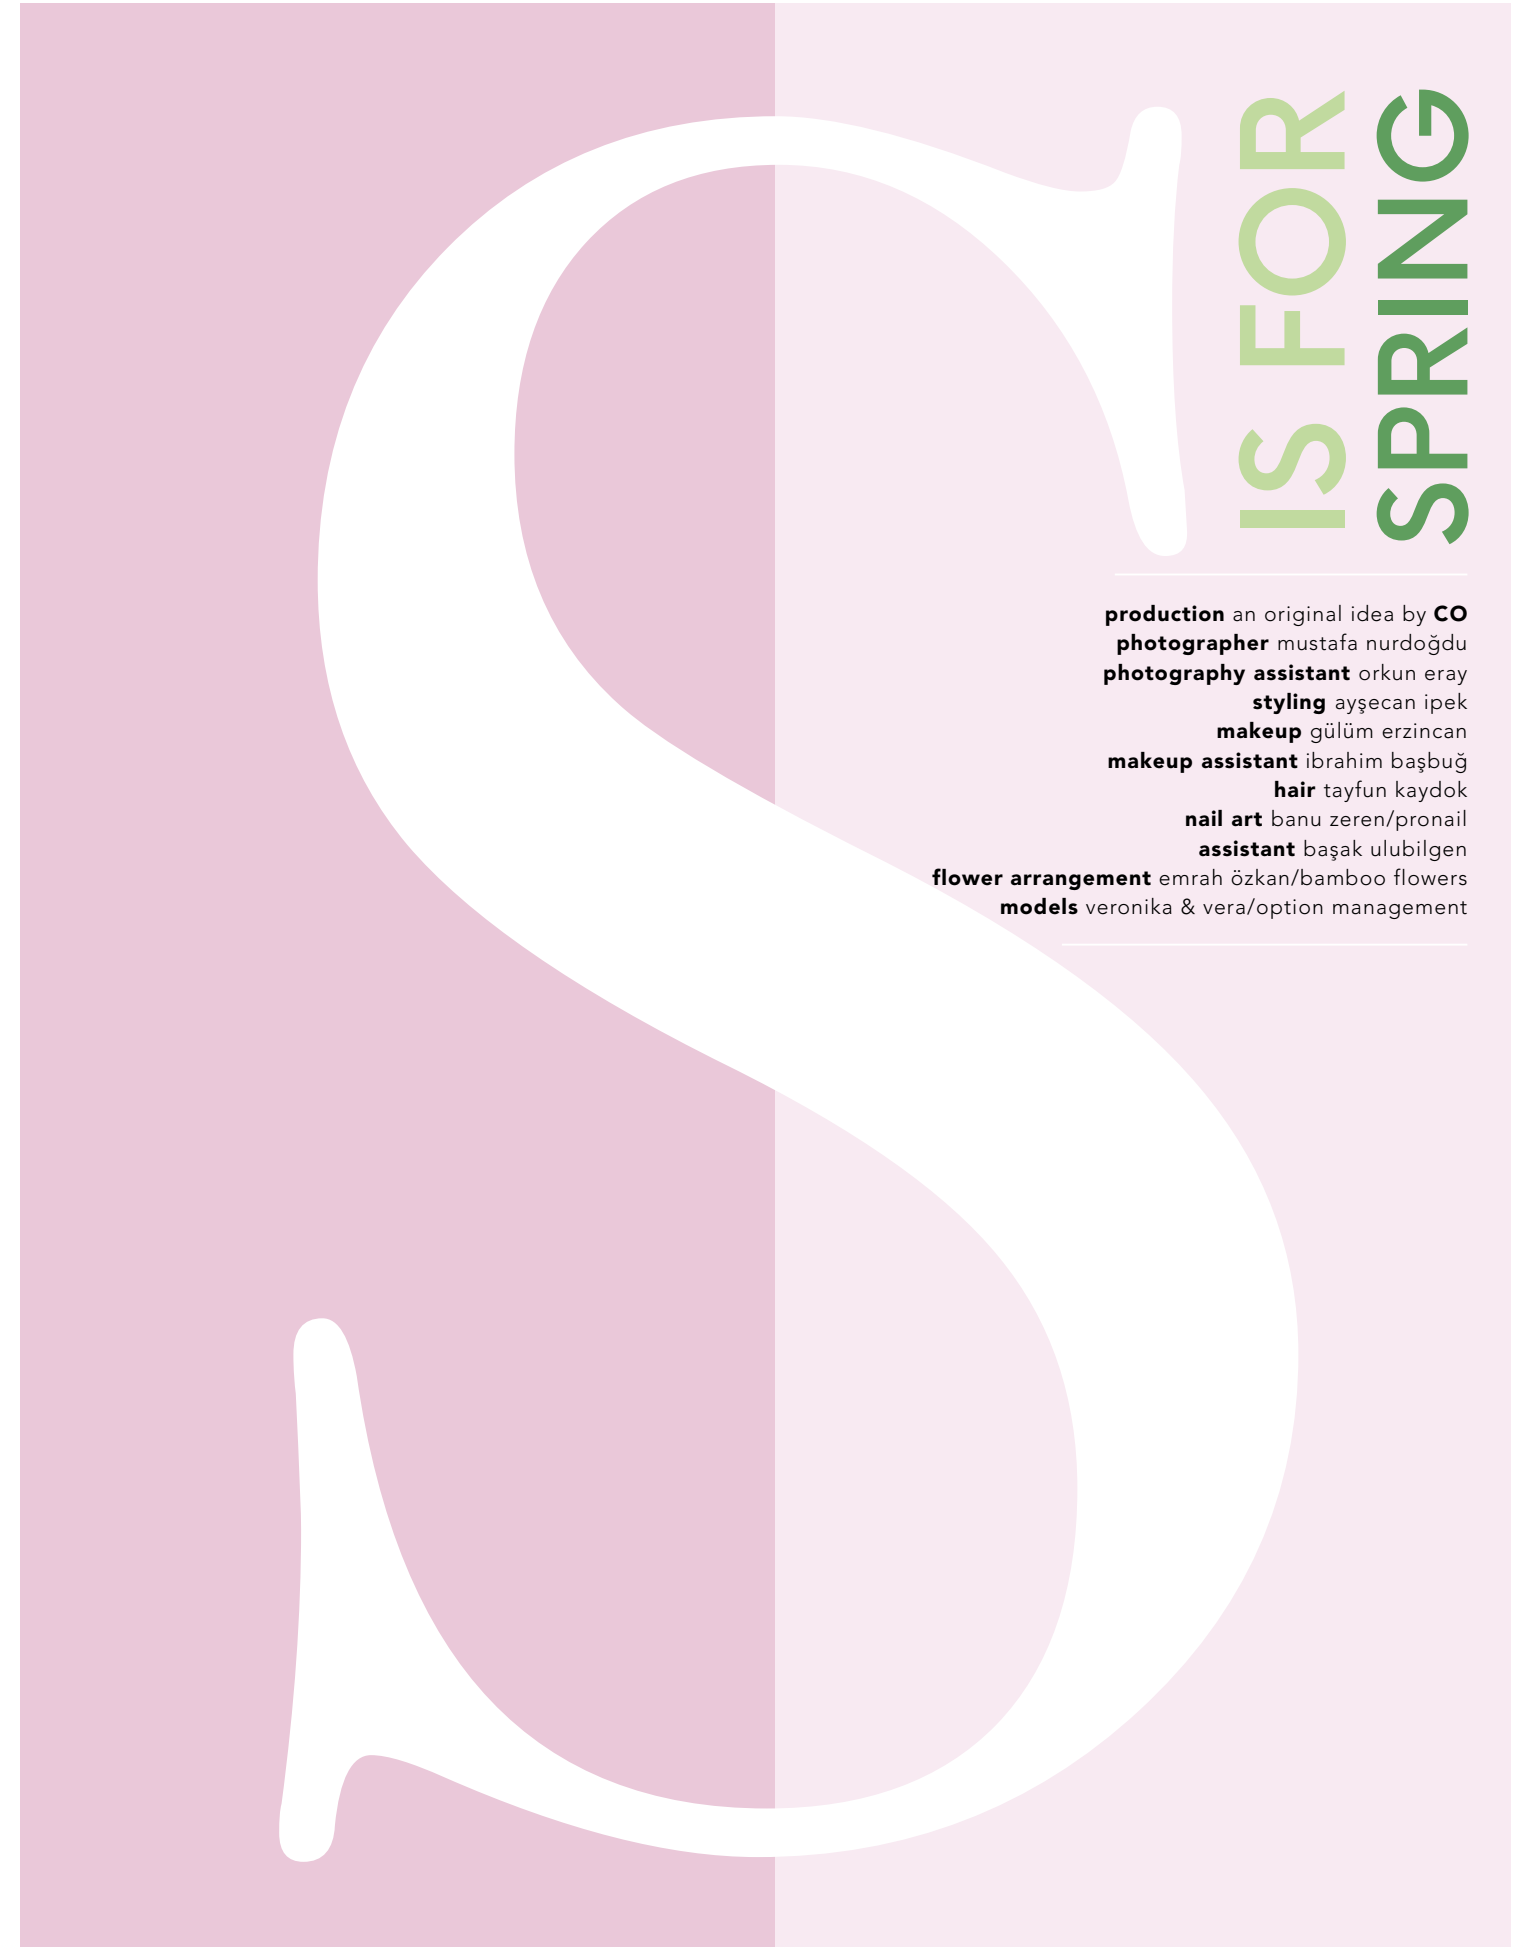 S
IS FOR
SPRING
production an original idea by CO
photographer mustafa nurdoğdu
photography assistant orkun eray
styling ayşecan ipek
makeup gülüm erzincan
makeup assistant ibrahim başbuğ
hair tayfun kaydok
nail art banu zeren/pronail
assistant başak ulubilgen
flower arrangement emrah özkan/bamboo flowers
models veronika & vera/option management